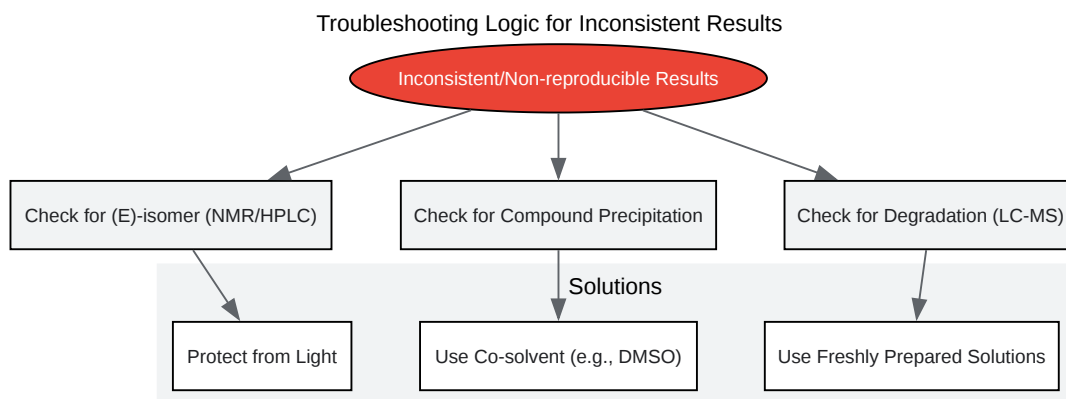 Troubleshooting Logic for Inconsistent Results
Inconsistent/Non-reproducible Results
Check for (E)-isomer (NMR/HPLC)
Check for Compound Precipitation
Check for Degradation (LC-MS)
Solutions
Protect from Light
Use Co-solvent (e.g., DMSO)
Use Freshly Prepared Solutions